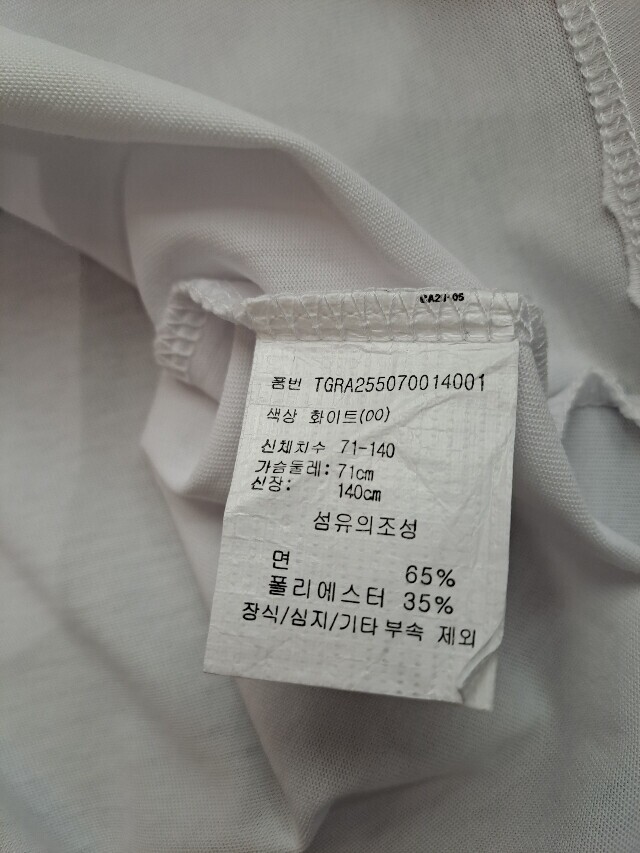 품번 TGRA255070014001
색상 화이트(00)
신체치수 71-140
가슴둘레: 71cm
신장: 140cm
섬유의조성
면 65%
폴리에스터 35%
장식/심지/기타 부속 제외